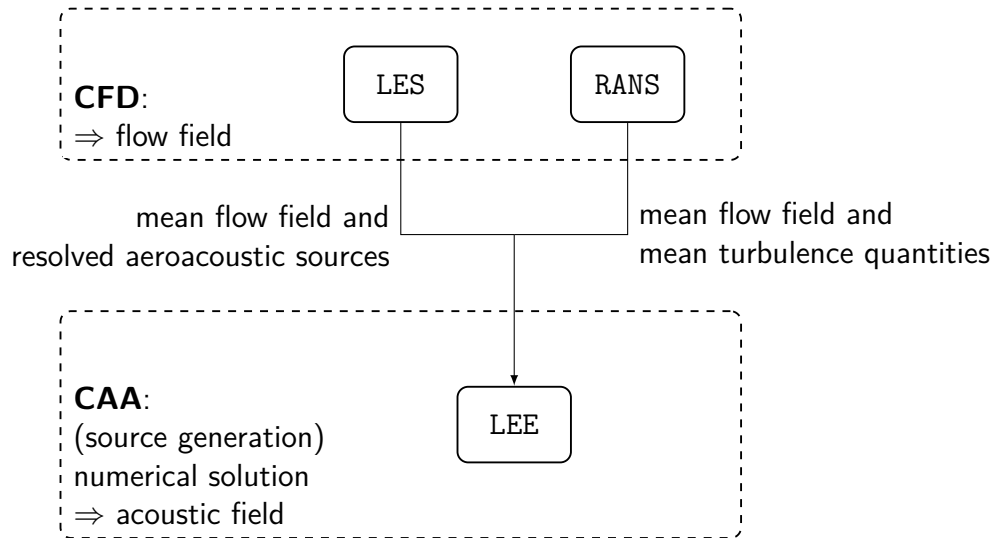 LES
RANS
CFD:
⇒ flow field
mean flow field and
resolved aeroacoustic sources
mean flow field and
mean turbulence quantities
CAA:
(source generation)
numerical solution
⇒ acoustic field
LEE